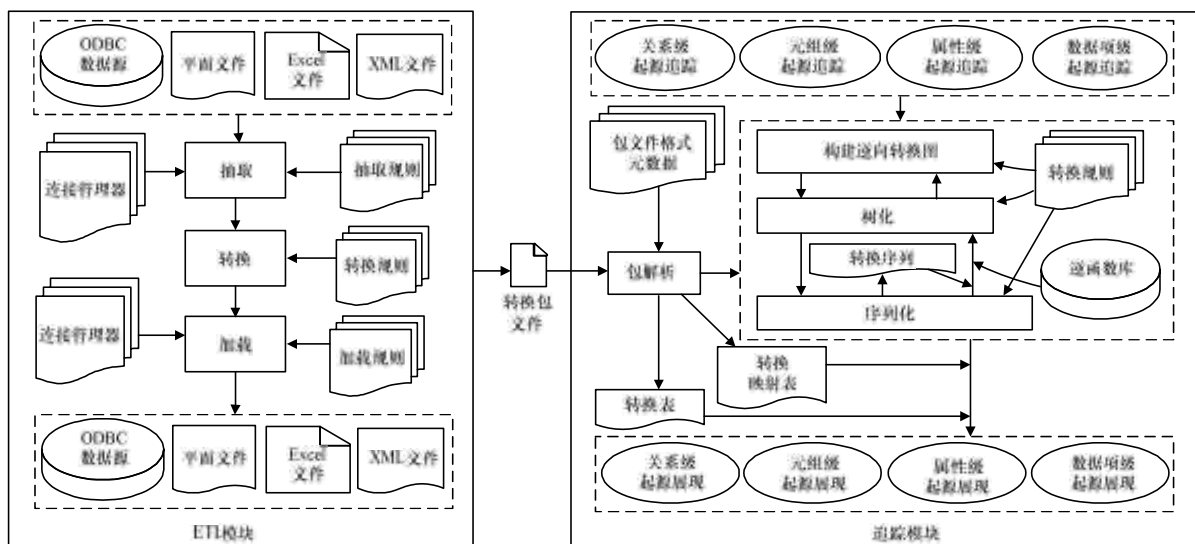 ODBC
数据源
平面文件
Excel
文件
XML文件
连接管理器
抽取
抽取规则
转换
转换规则
连接管理器
加载
加载规则
ODBC
数据源
平面文件
Excel
文件
XML文件
ETL模块
转换包
文件
关系级
起源追踪
元组级
起源追踪
属性级
起源追踪
数据项级
起源追踪
包文件格式
元数据
构建逆向转换图
转换规则
树化
包解析
转换序列
逆函数库
序列化
转换
映射表
转换表
关系级
起源展现
元组级
起源展现
属性级
起源展现
数据项级
起源展现
追踪模块